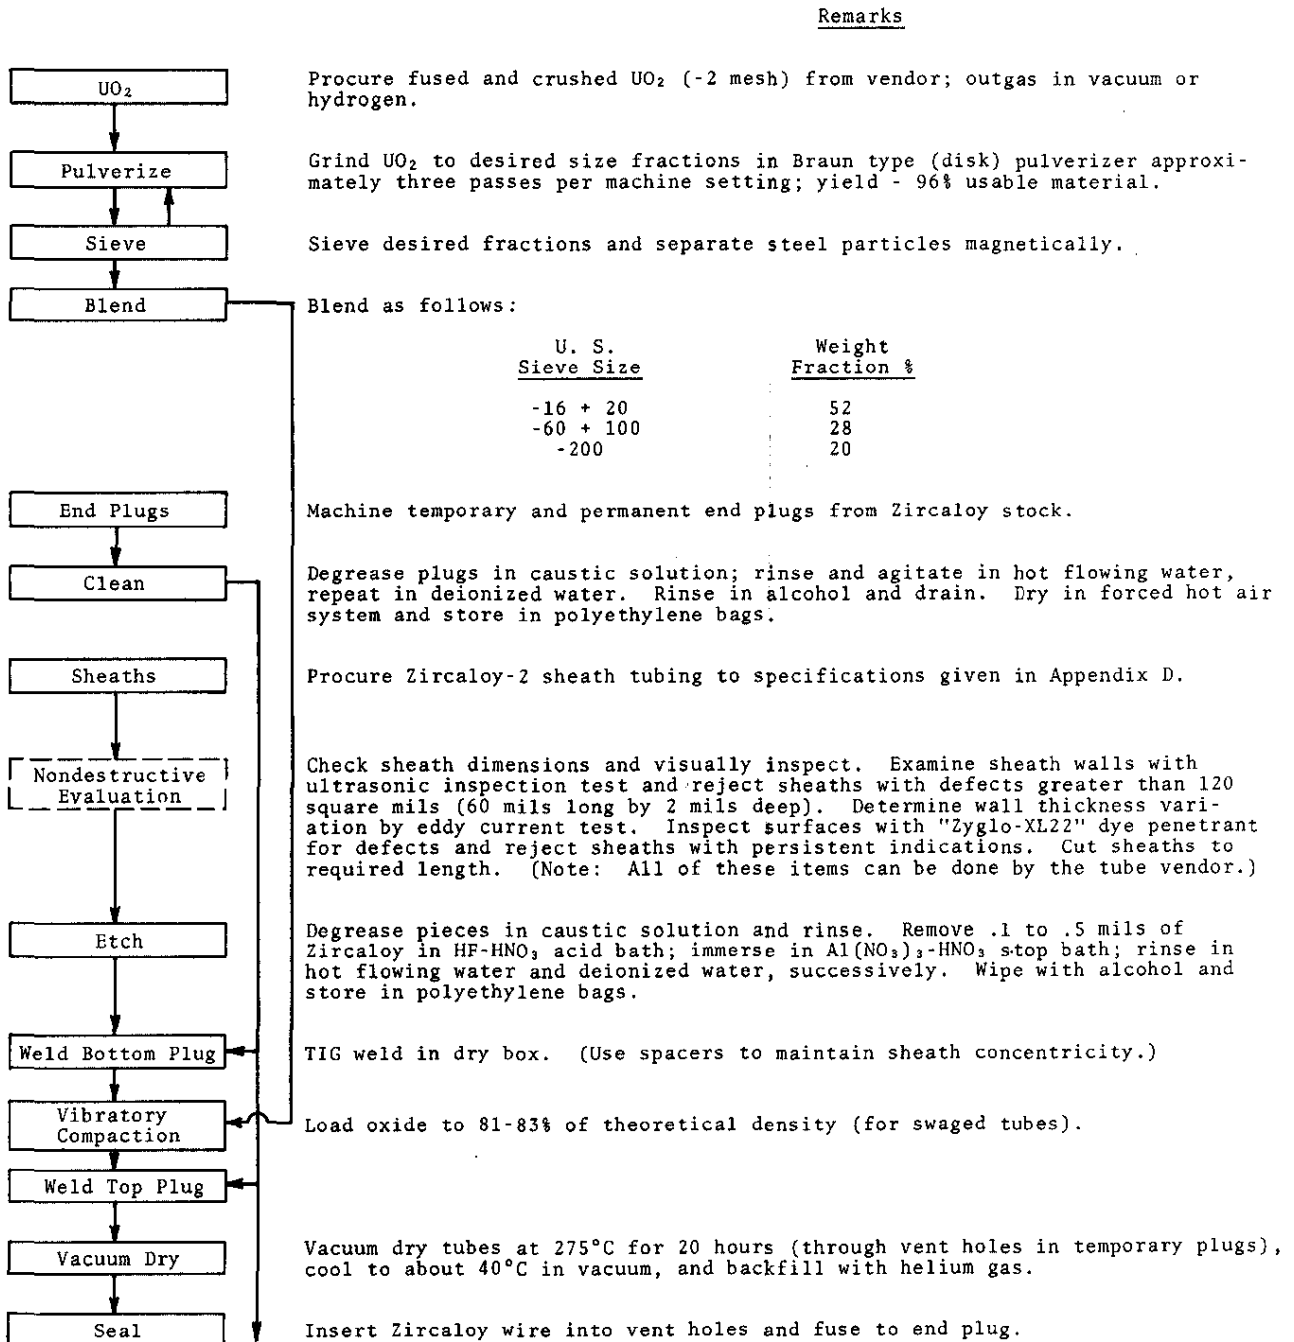 Remarks
UO₂
Procure fused and crushed UO₂ (-2 mesh) from vendor; outgas in vacuum or
hydrogen.
Pulverize
Grind UO₂ to desired size fractions in Braun type (disk) pulverizer approxi-
mately three passes per machine setting; yield - 96% usable material.
Sieve
Sieve desired fractions and separate steel particles magnetically.
Blend
Blend as follows:
U. S. Weight
Sieve Size Fraction %
-16 + 20 52
-60 + 100 28
-200 20
End Plugs
Machine temporary and permanent end plugs from Zircaloy stock.
Clean
Degrease plugs in caustic solution; rinse and agitate in hot flowing water,
repeat in deionized water. Rinse in alcohol and drain. Dry in forced hot air
system and store in polyethylene bags.
Sheaths
Procure Zircaloy-2 sheath tubing to specifications given in Appendix D.
Nondestructive
Evaluation
Check sheath dimensions and visually inspect. Examine sheath walls with
ultrasonic inspection test and reject sheaths with defects greater than 120
square mils (60 mils long by 2 mils deep). Determine wall thickness vari-
ation by eddy current test. Inspect surfaces with "Zyglo-XL22" dye penetrant
for defects and reject sheaths with persistent indications. Cut sheaths to
required length. (Note: All of these items can be done by the tube vendor.)
Etch
Degrease pieces in caustic solution and rinse. Remove .1 to .5 mils of
Zircaloy in HF-HNO₃ acid bath; immerse in Al(NO₃)₃-HNO₃ stop bath; rinse in
hot flowing water and deionized water, successively. Wipe with alcohol and
store in polyethylene bags.
Weld Bottom Plug
TIG weld in dry box. (Use spacers to maintain sheath concentricity.)
Vibratory
Compaction
Load oxide to 81-83% of theoretical density (for swaged tubes).
Weld Top Plug
Vacuum Dry
Vacuum dry tubes at 275°C for 20 hours (through vent holes in temporary plugs),
cool to about 40°C in vacuum, and backfill with helium gas.
Seal
Insert Zircaloy wire into vent holes and fuse to end plug.